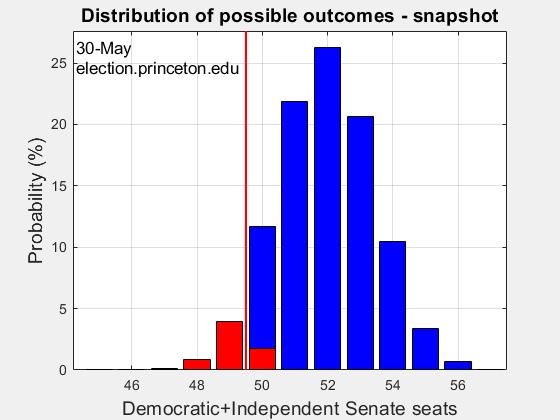 Distribution of possible outcomes - snapshot
30-May
election.princeton.edu
25
20
15
10
5
0
Probability (%)
46 48 50 52 54 56
Democratic+Independent Senate seats